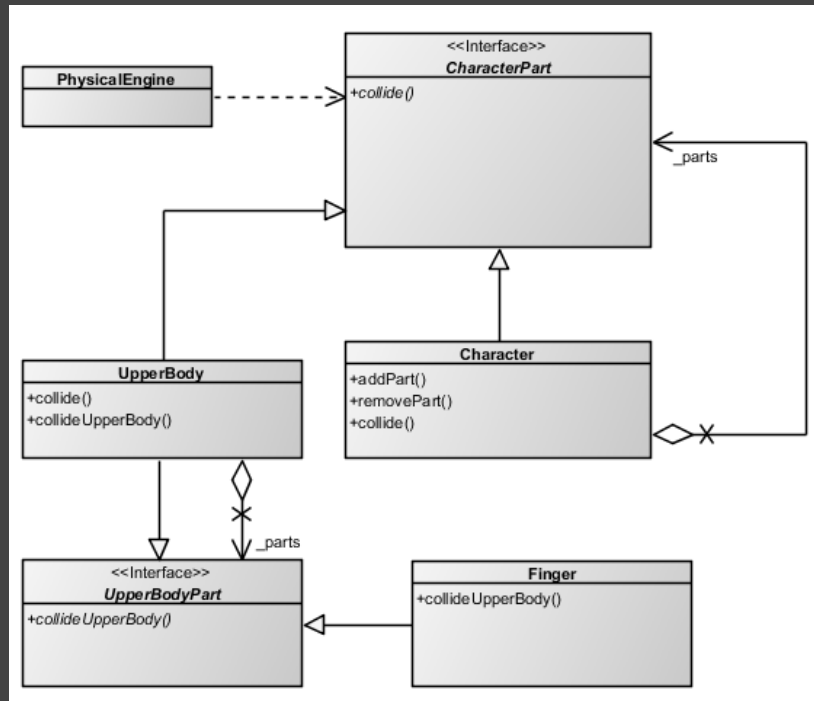 PhysicalEngine
<<Interface>>
CharacterPart
+collide()
_parts
UpperBody
+collide()
+collideUpperBody()
Character
+addPart()
+removePart()
+collide()
_parts
<<Interface>>
UpperBodyPart
+collideUpperBody()
Finger
+collideUpperBody()